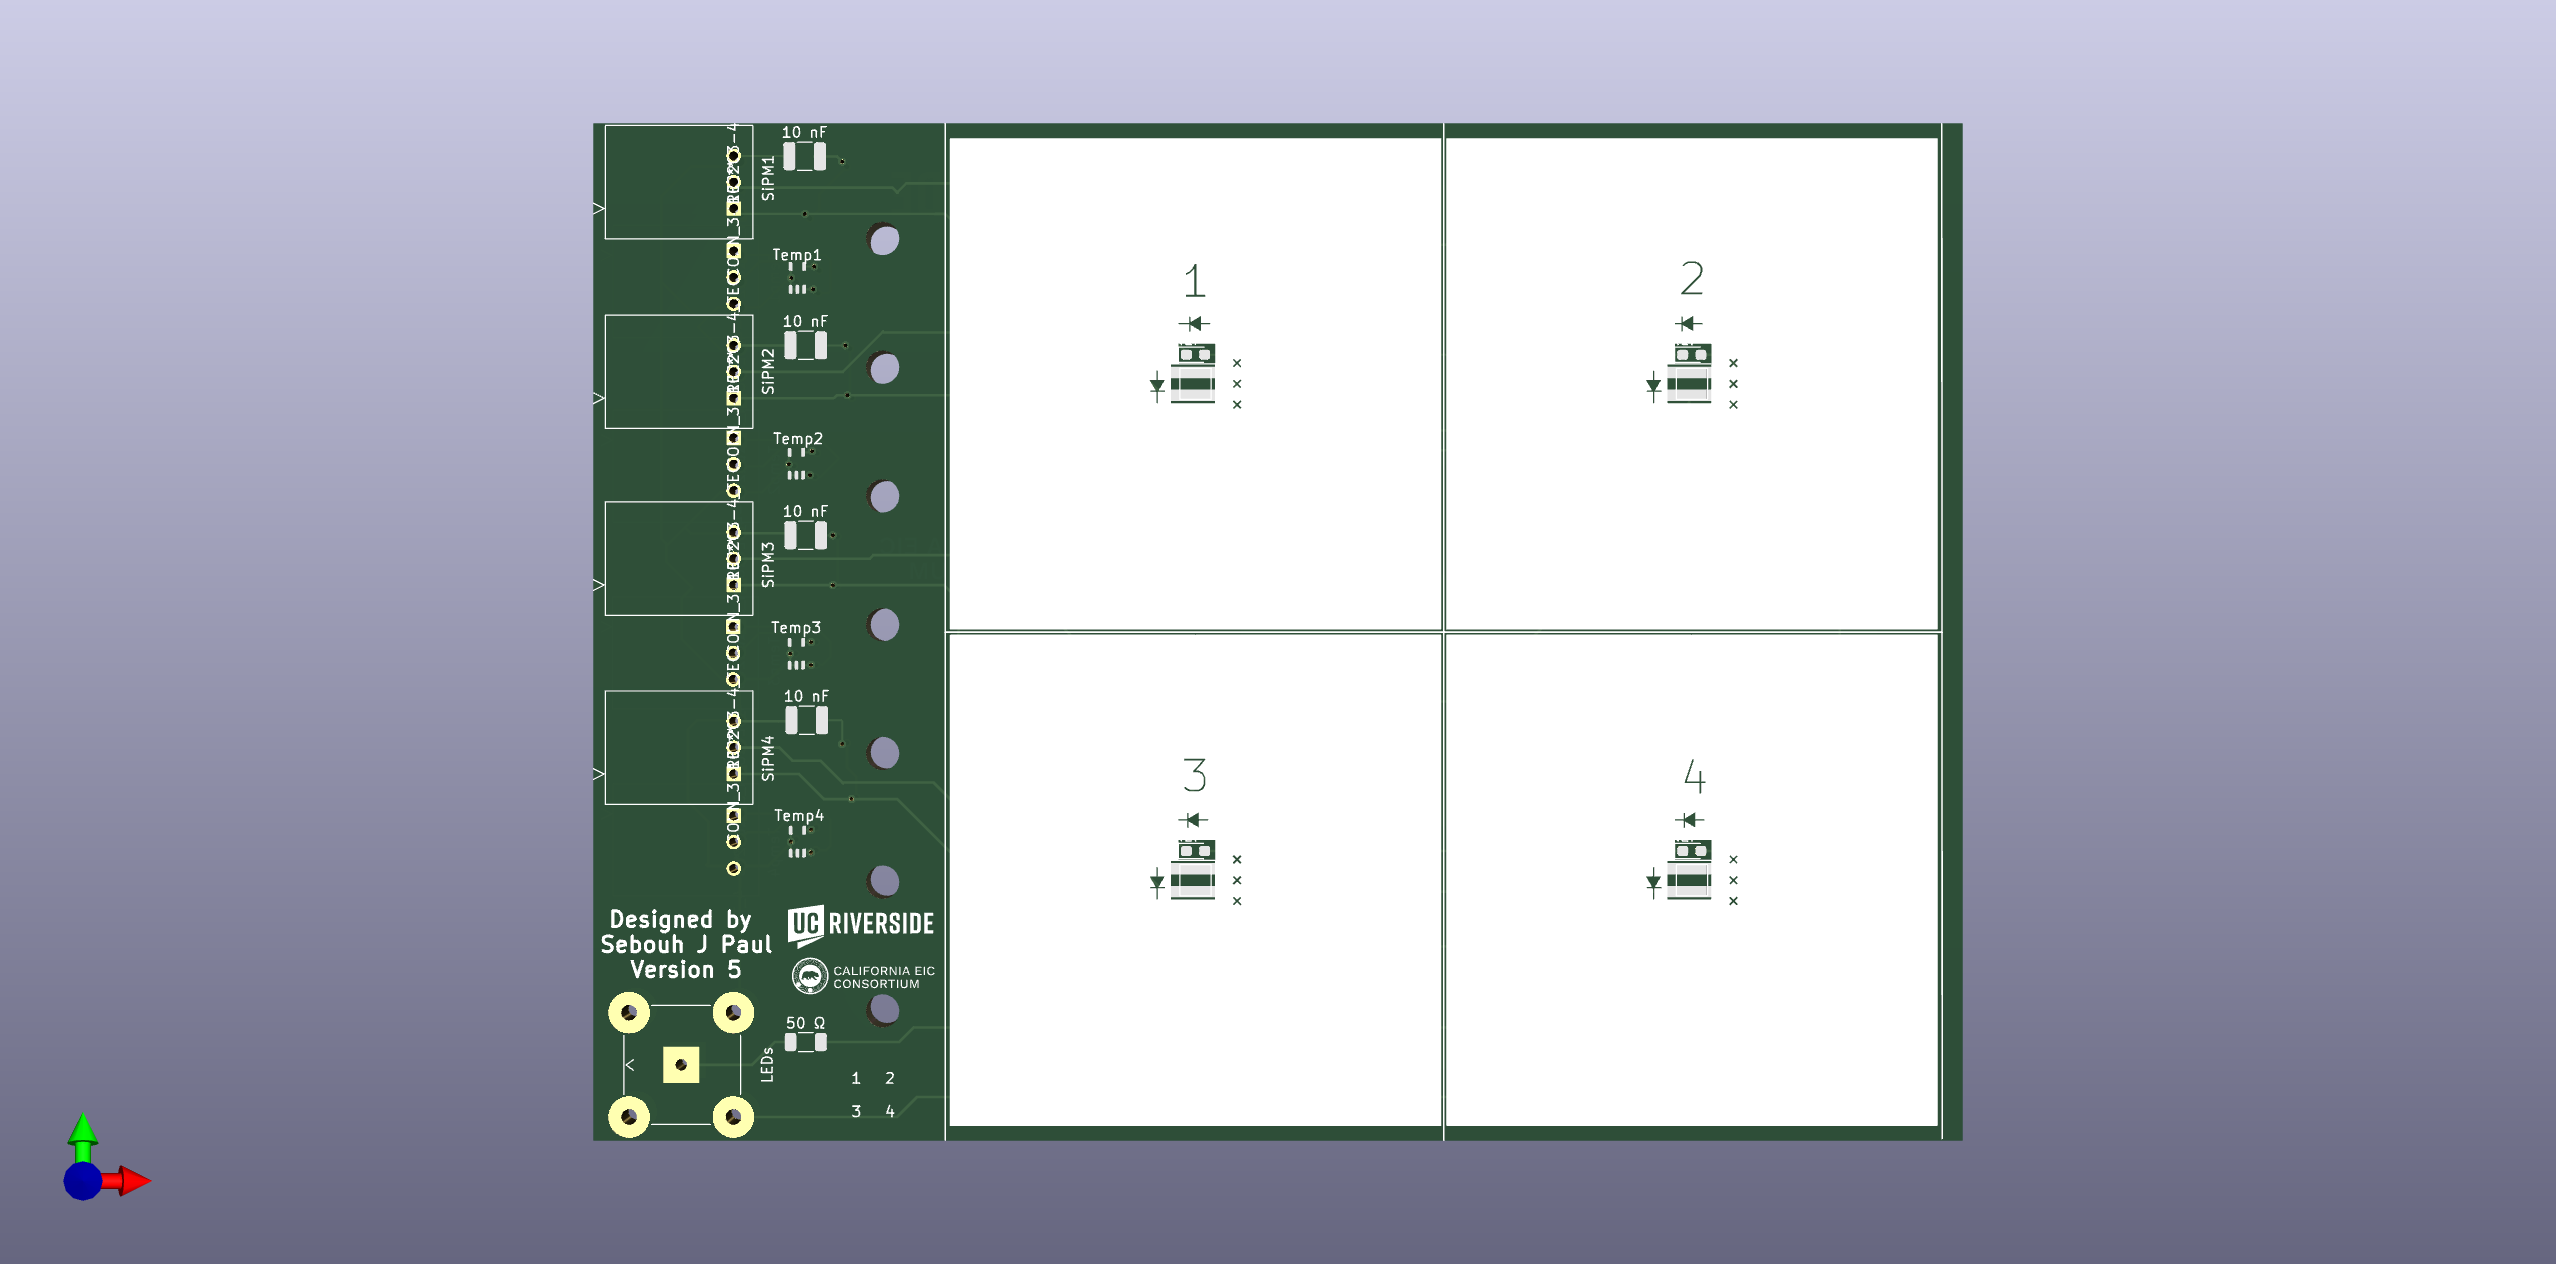 10 nF
SiPM1
Temp1
10 nF
SiPM2
Temp2
10 nF
SiPM3
Temp3
10 nF
SiPM4
Temp4
Designed by
Sebouh J Paul
Version 5
UC RIVERSIDE
CALIFORNIA EIC
CONSORTIUM
50 Ω
LEDs
1 2
3 4
1
2
3
4